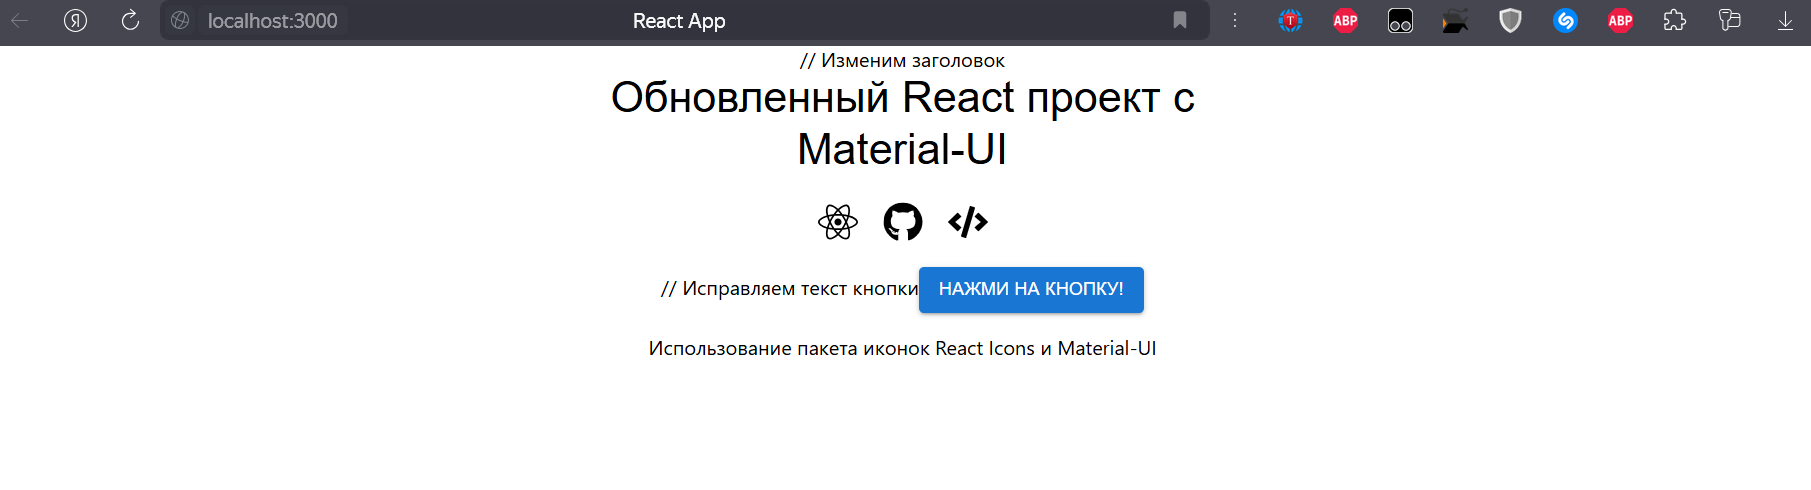 Я localhost:3000 React App T ABP ABP
// Изменим заголовок
Обновленный React проект с
Material-UI
// Исправляем текст кнопки НАЖМИ НА КНОПКУ!
Использование пакета иконок React Icons и Material-UI